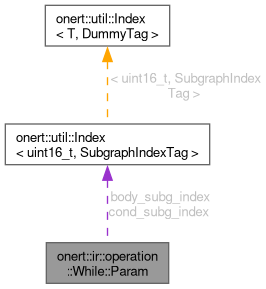 onert::util::Index
< T, DummyTag >
< uint16_t, SubgraphIndex
Tag >
onert::util::Index
< uint16_t, SubgraphIndexTag >
body_subg_index
cond_subg_index
onert::ir::operation
::While::Param